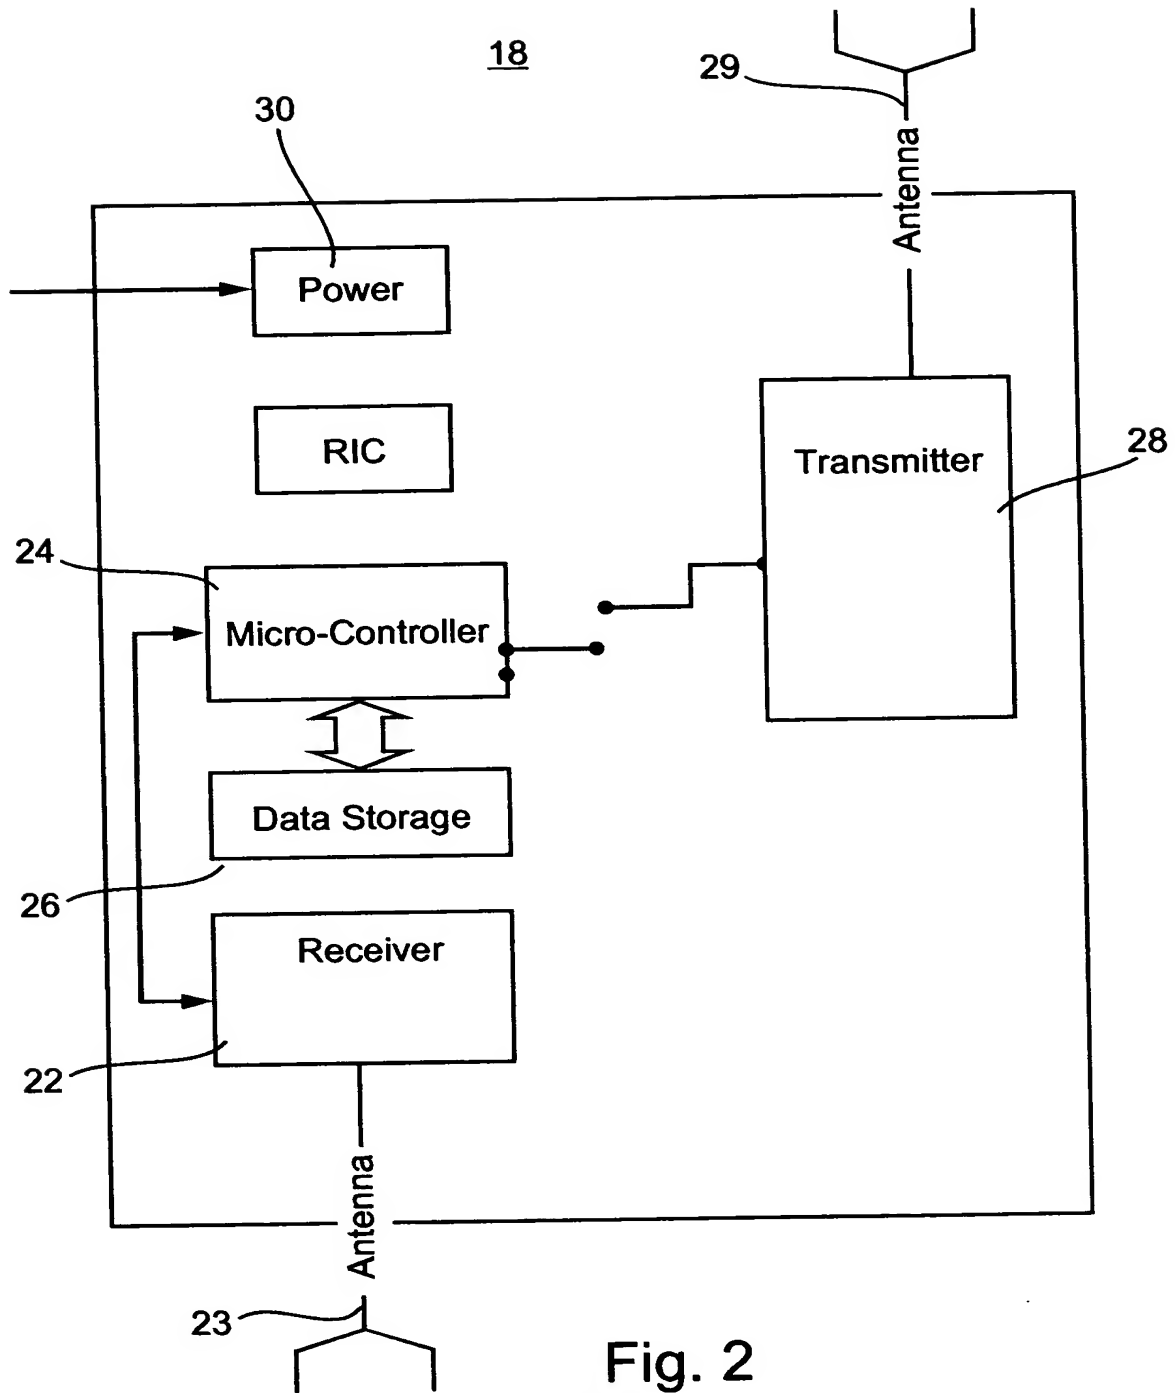 18
29
Antenna
30
Power
RIC
Transmitter
28
24
Micro-Controller
Data Storage
26
Receiver
22
Antenna
23
Fig. 2